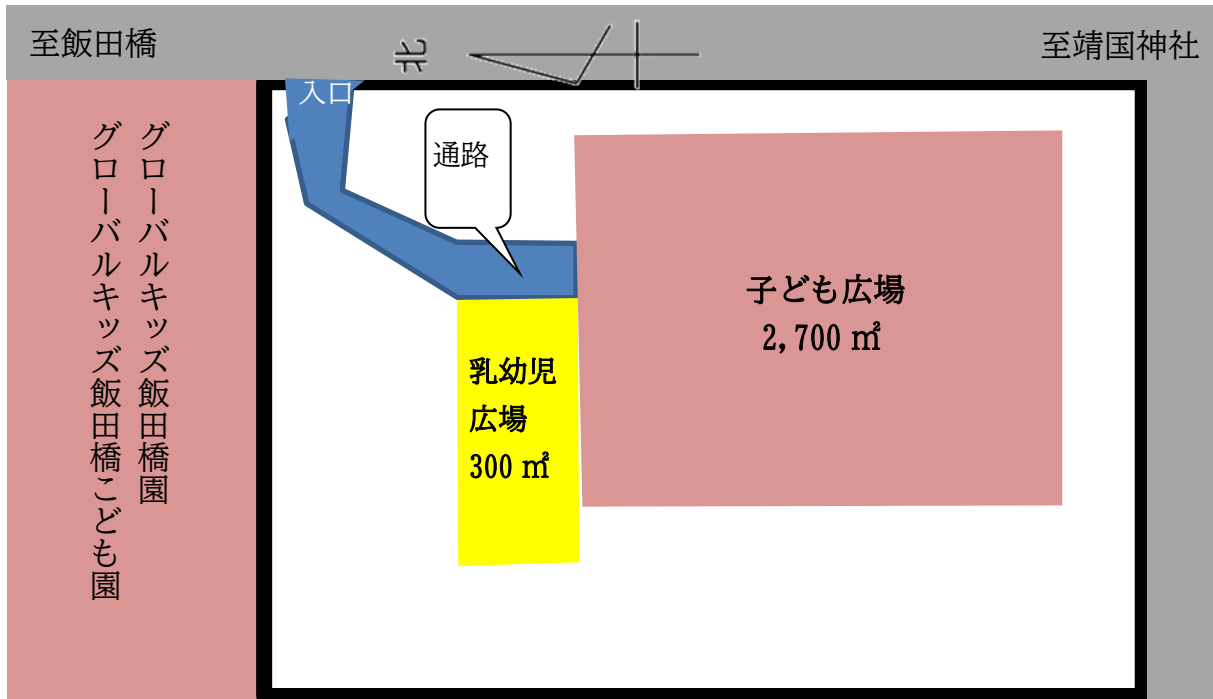 至飯田橋
北
至靖国神社
入口
通路
グローバルキッズ飯田橋園
グローバルキッズ飯田橋こども園
子ども広場
2,700 ㎡
乳幼児
広場
300 ㎡